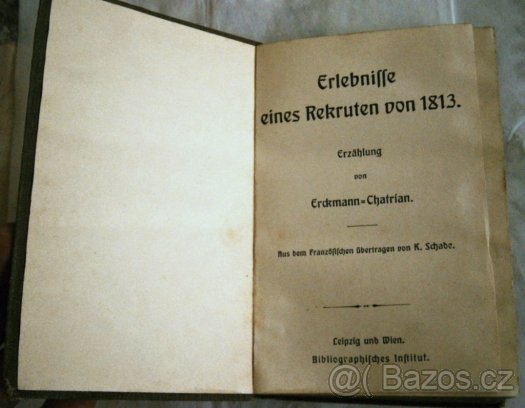 Erlebnisse
eines Rekruten von 1813.
Erzählung
von
Erckmann=Chatrian.
Aus dem Französischen übertragen von K. Schabe.
Leipzig und Wien.
Bibliographisches Institut.
@ Bazos.cz